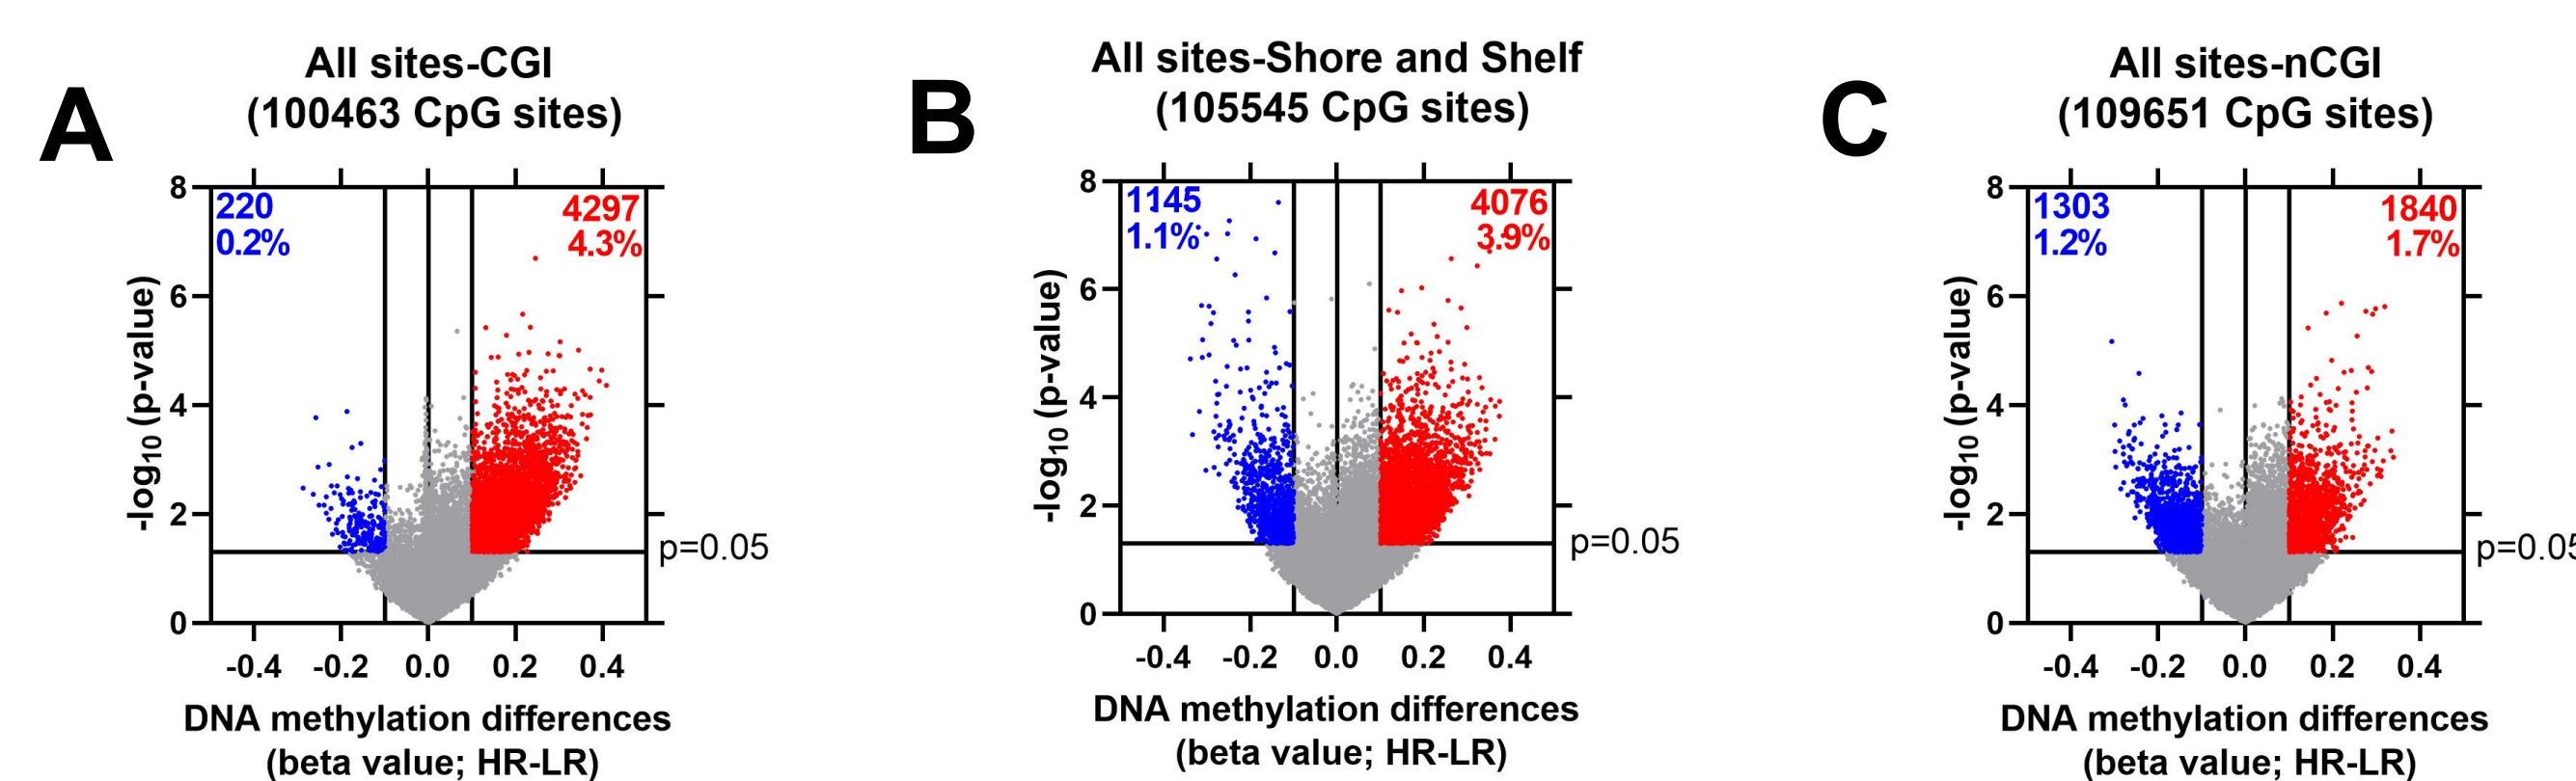 A
All sites-CGI
(100463 CpG sites)
220
0.2%
4297
4.3%
8
6
4
2
0
-log10 (p-value)
p=0.05
-0.4 -0.2 0.0 0.2 0.4
DNA methylation differences
(beta value; HR-LR)
B
All sites-Shore and Shelf
(105545 CpG sites)
1145
1.1%
4076
3.9%
8
6
4
2
0
-log10 (p-value)
p=0.05
-0.4 -0.2 0.0 0.2 0.4
DNA methylation differences
(beta value; HR-LR)
C
All sites-nCGI
(109651 CpG sites)
1303
1.2%
1840
1.7%
8
6
4
2
0
-log10 (p-value)
p=0.05
-0.4 -0.2 0.0 0.2 0.4
DNA methylation differences
(beta value; HR-LR)